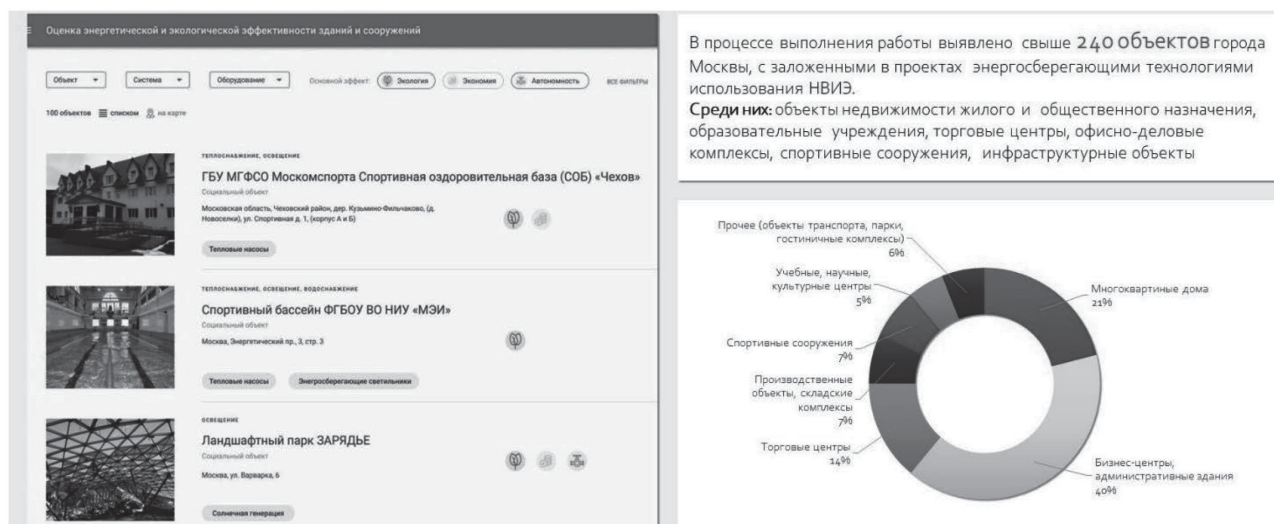 Оценка энергетической и экологической эффективности зданий и сооружений
Объект
Система
Оборудование
Основной эффект:
Экология
Экономия
Автономность
ВСЕ ФИЛЬТРЫ
100 объектов
списком
на карте
ТЕПЛОСНАБЖЕНИЕ, ОСВЕЩЕНИЕ
ГБУ МГФСО Москомспорта Спортивная оздоровительная база (СОБ) «Чехов»
Социальный объект
Московская область, Чеховский район, дер. Кузьмино-Фильчаково, (д.
Новоселки), ул. Спортивная д. 1, (корпус А и Б)
Тепловые насосы
ТЕПЛОСНАБЖЕНИЕ, ОСВЕЩЕНИЕ, ВОДОСНАБЖЕНИЕ
Спортивный бассейн ФГБОУ ВО НИУ «МЭИ»
Социальный объект
Москва, Энергетический пр., 3, стр. 3
Тепловые насосы
Энергосберегающие светильники
ОСВЕЩЕНИЕ
Ландшафтный парк ЗАРЯДЬЕ
Социальный объект
Москва, ул. Варварка, 6
Солнечная генерация
В процессе выполнения работы выявлено свыше 240 объектов города
Москвы, с заложенными в проектах энергосберегающими технологиями
использования НВИЭ.
Среди них: объекты недвижимости жилого и общественного назначения,
образовательные учреждения, торговые центры, офисно-деловые
комплексы, спортивные сооружения, инфраструктурные объекты
Прочее (объекты транспорта, парки,
гостиничные комплексы)
6%
Учебные, научные,
культурные центры
5%
Спортивные сооружения
7%
Производственные
объекты, складские
комплексы
7%
Торговые центры
14%
Многоквартиные дома
21%
Бизнес-центры,
административные здания
40%